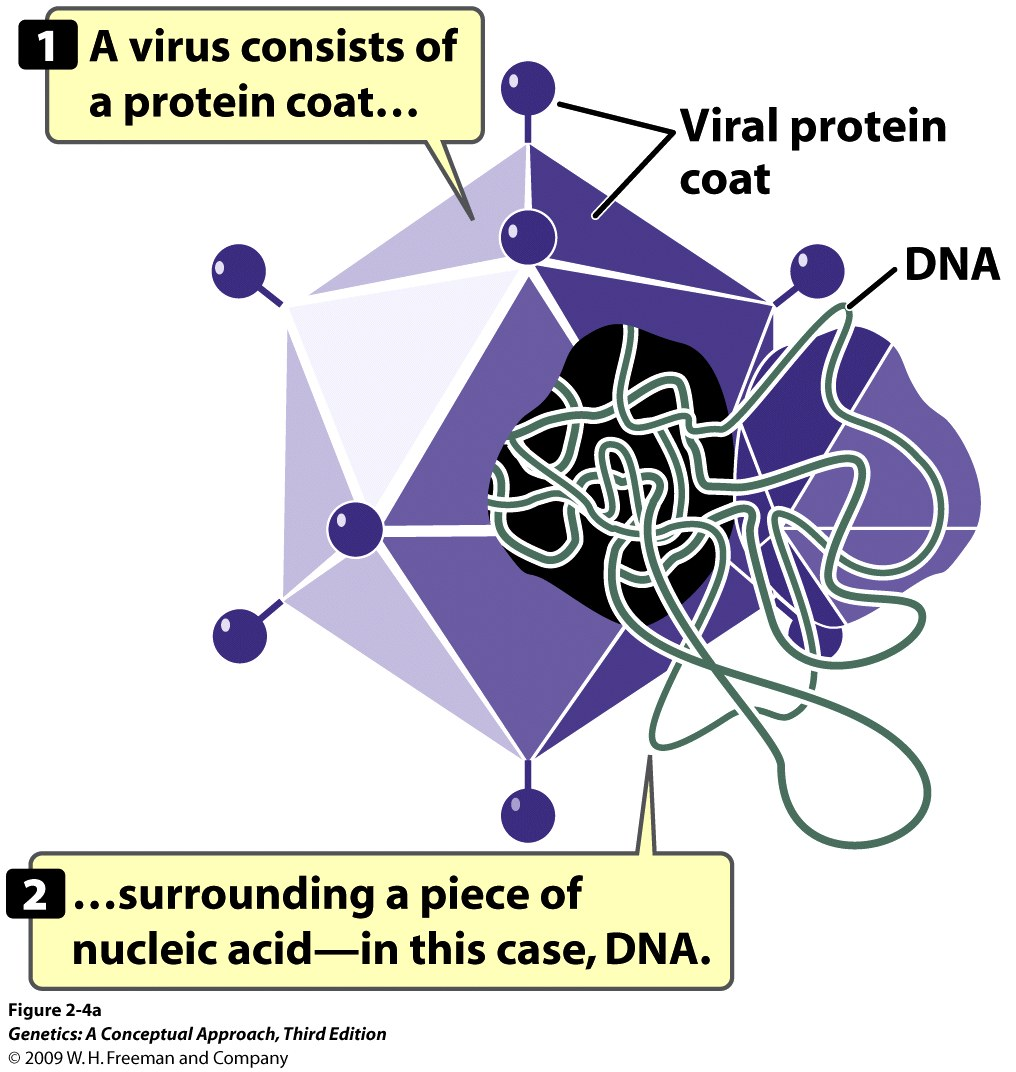 1 A virus consists of
a protein coat…
Viral protein
coat
DNA
2 …surrounding a piece of
nucleic acid—in this case, DNA.
Figure 2-4a
Genetics: A Conceptual Approach, Third Edition
© 2009 W. H. Freeman and Company